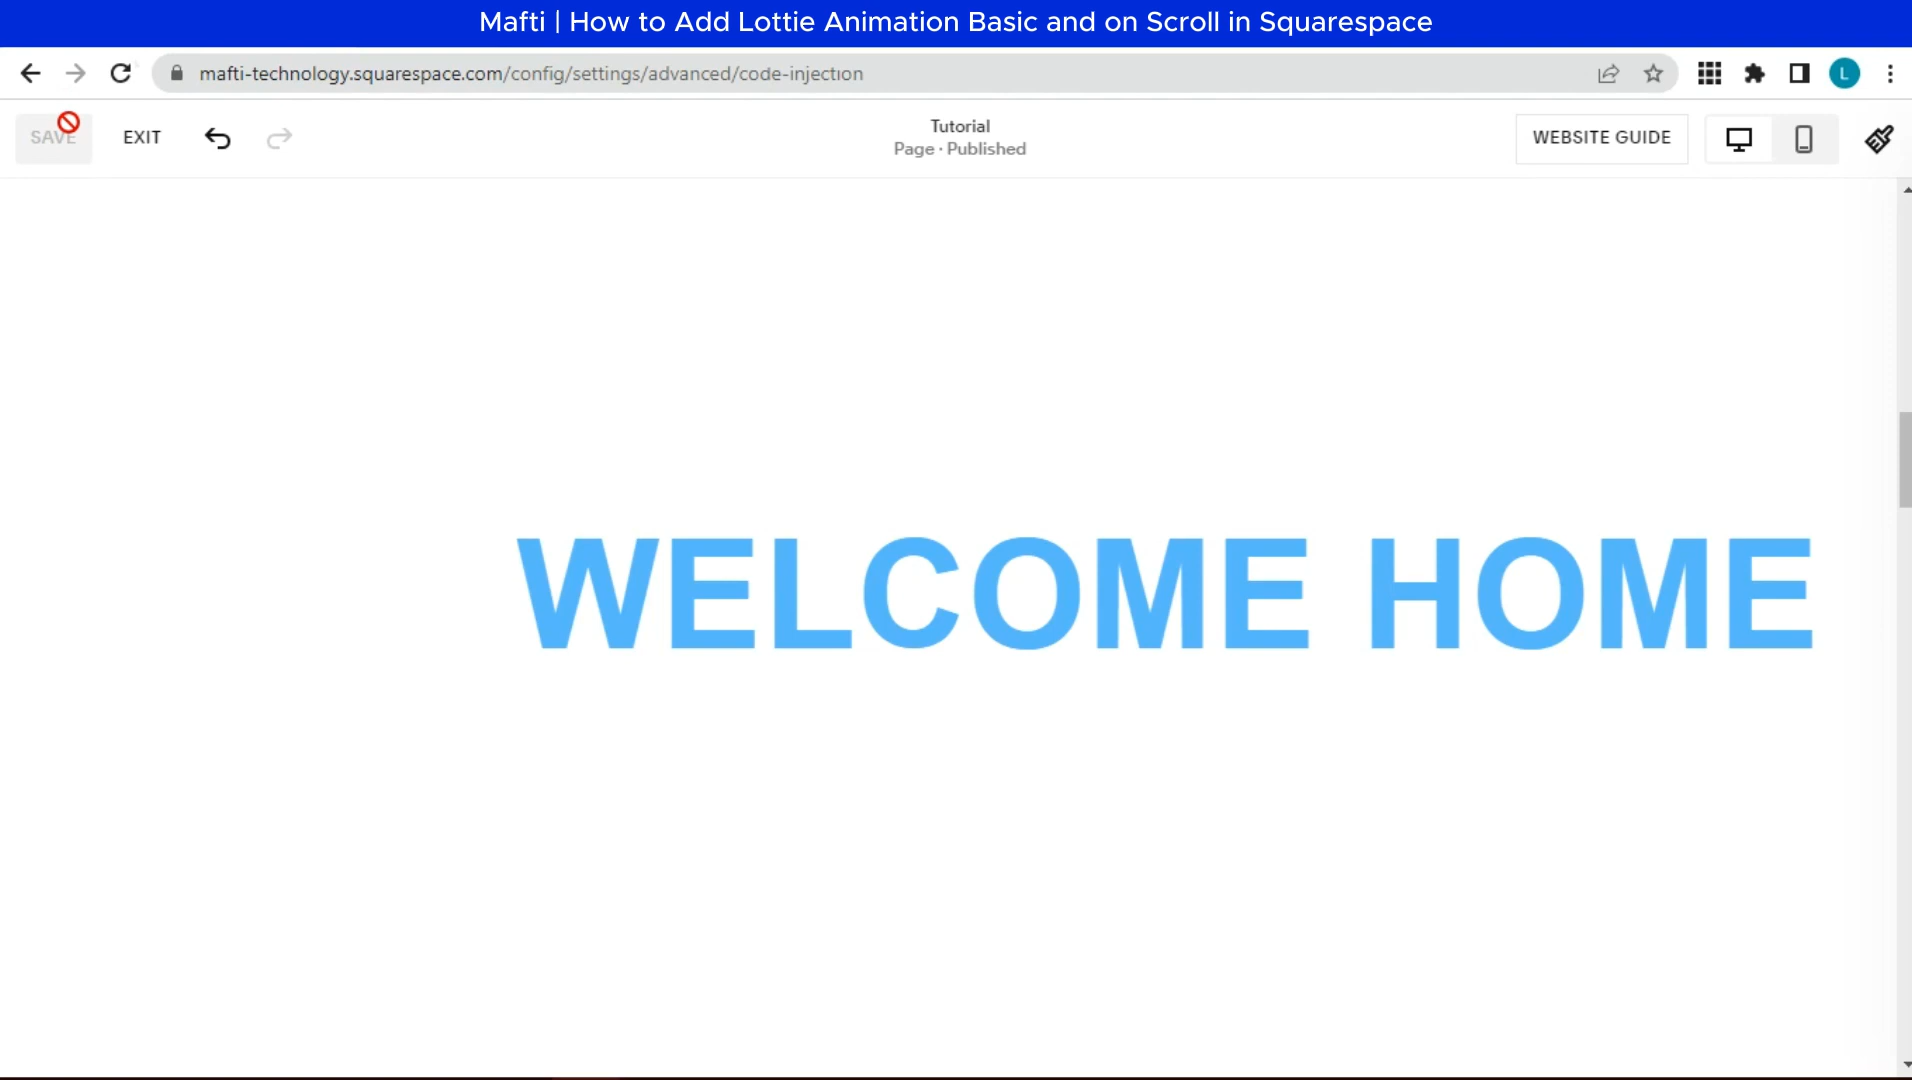 Mafti | How to Add Lottie Animation Basic and on Scroll in Squarespace
mafti-technology.squarespace.com/config/settings/advanced/code-injection
L
SAVE
EXIT
Tutorial
Page · Published
WEBSITE GUIDE
WELCOME HOME